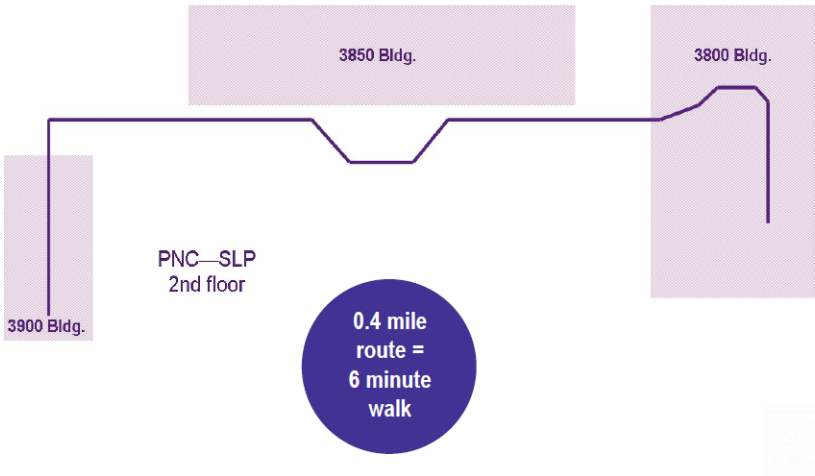 3850 Bldg.
3800 Bldg.
PNC—SLP
2nd floor
3900 Bldg.
0.4 mile
route =
6 minute
walk